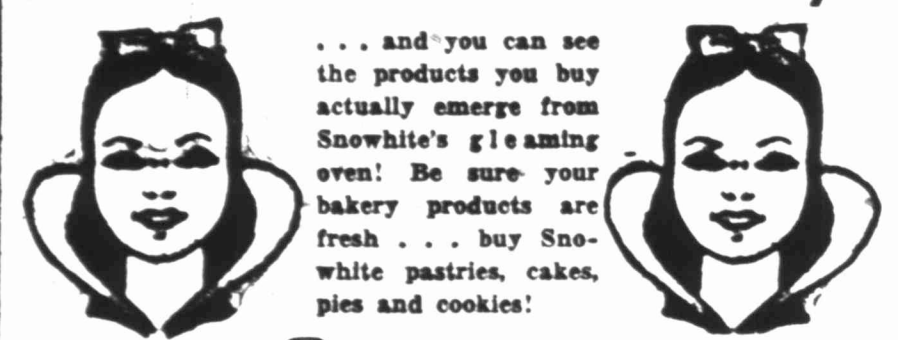 . . . and you can see
the products you buy
actually emerge from
Snowhite's gleaming
oven! Be sure your
bakery products are
fresh . . . buy Sno-
white pastries, cakes,
pies and cookies!